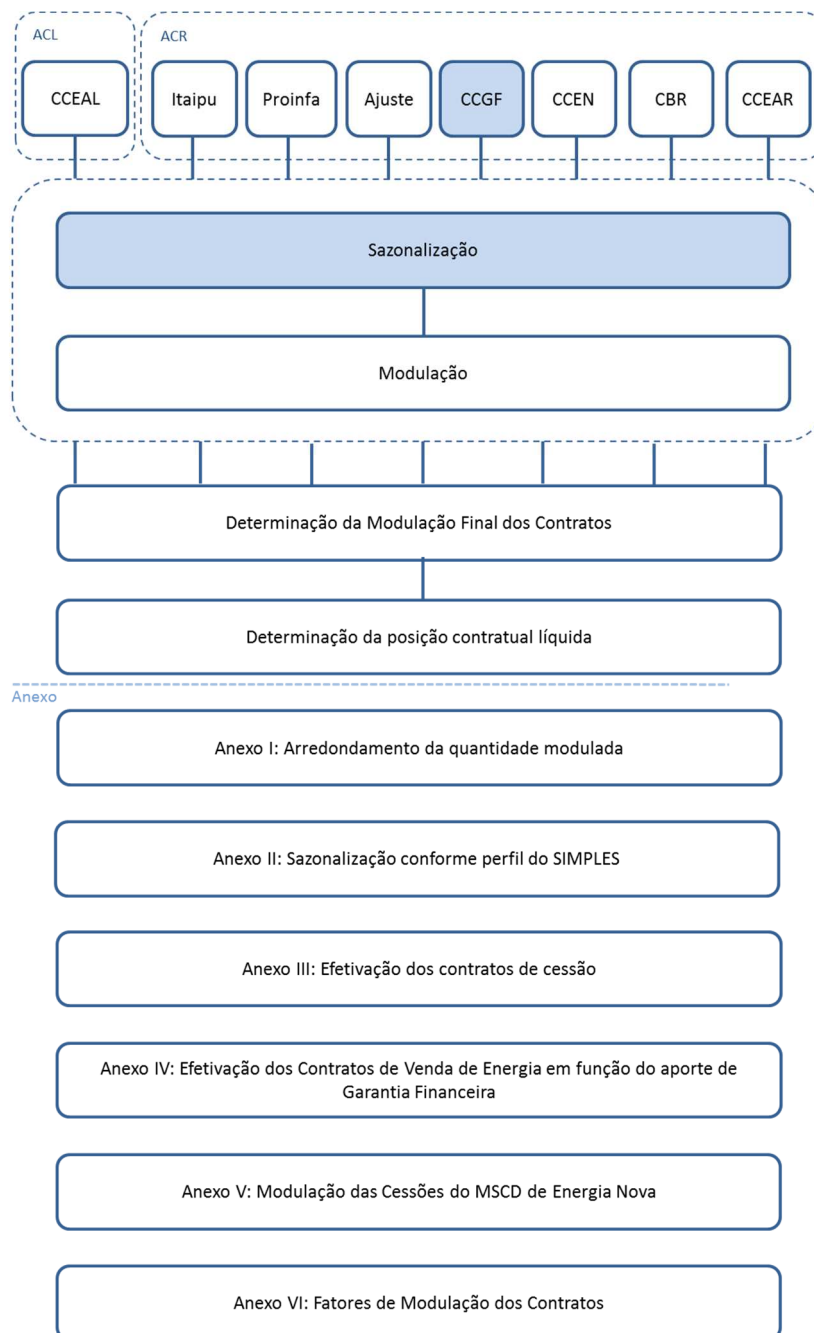 ACL
ACR
CCEAL
Itaipu
Proinfa
Ajuste
CCGF
CCEN
CBR
CCEAR
Sazonalização
Modulação
Determinação da Modulação Final dos Contratos
Determinação da posição contratual líquida
Anexo
Anexo I: Arredondamento da quantidade modulada
Anexo II: Sazonalização conforme perfil do SIMPLES
Anexo III: Efetivação dos contratos de cessão
Anexo IV: Efetivação dos Contratos de Venda de Energia em função do aporte de
Garantia Financeira
Anexo V: Modulação das Cessões do MSCD de Energia Nova
Anexo VI: Fatores de Modulação dos Contratos